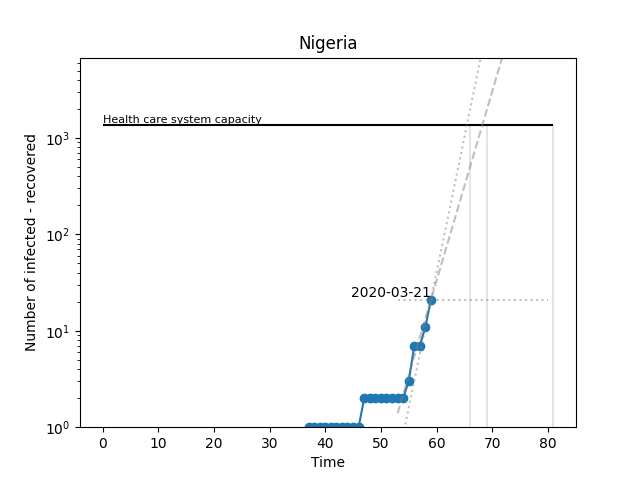 Nigeria
Number of infected - recovered
10³
10²
10¹
10⁰
Health care system capacity
2020-03-21
0 10 20 30 40 50 60 70 80
Time